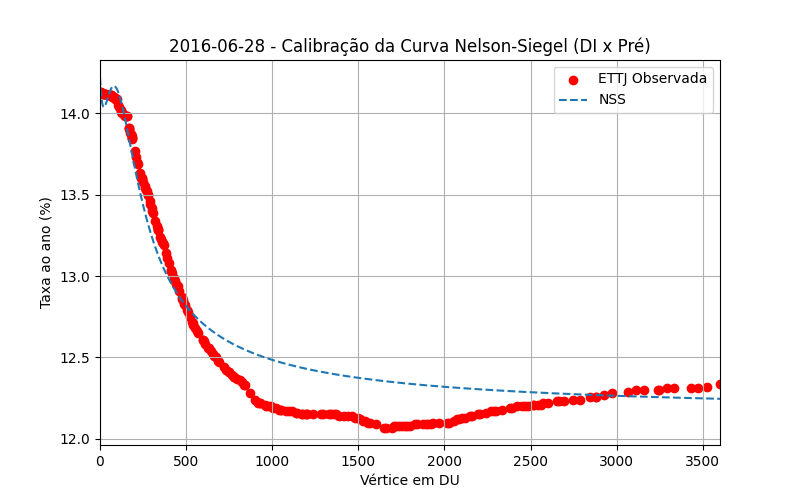 2016-06-28 - Calibração da Curva Nelson-Siegel (DI x Pré)
ETTJ Observada
NSS
Taxa ao ano (%)
14.0
13.5
13.0
12.5
12.0
0 500 1000 1500 2000 2500 3000 3500
Vértice em DU